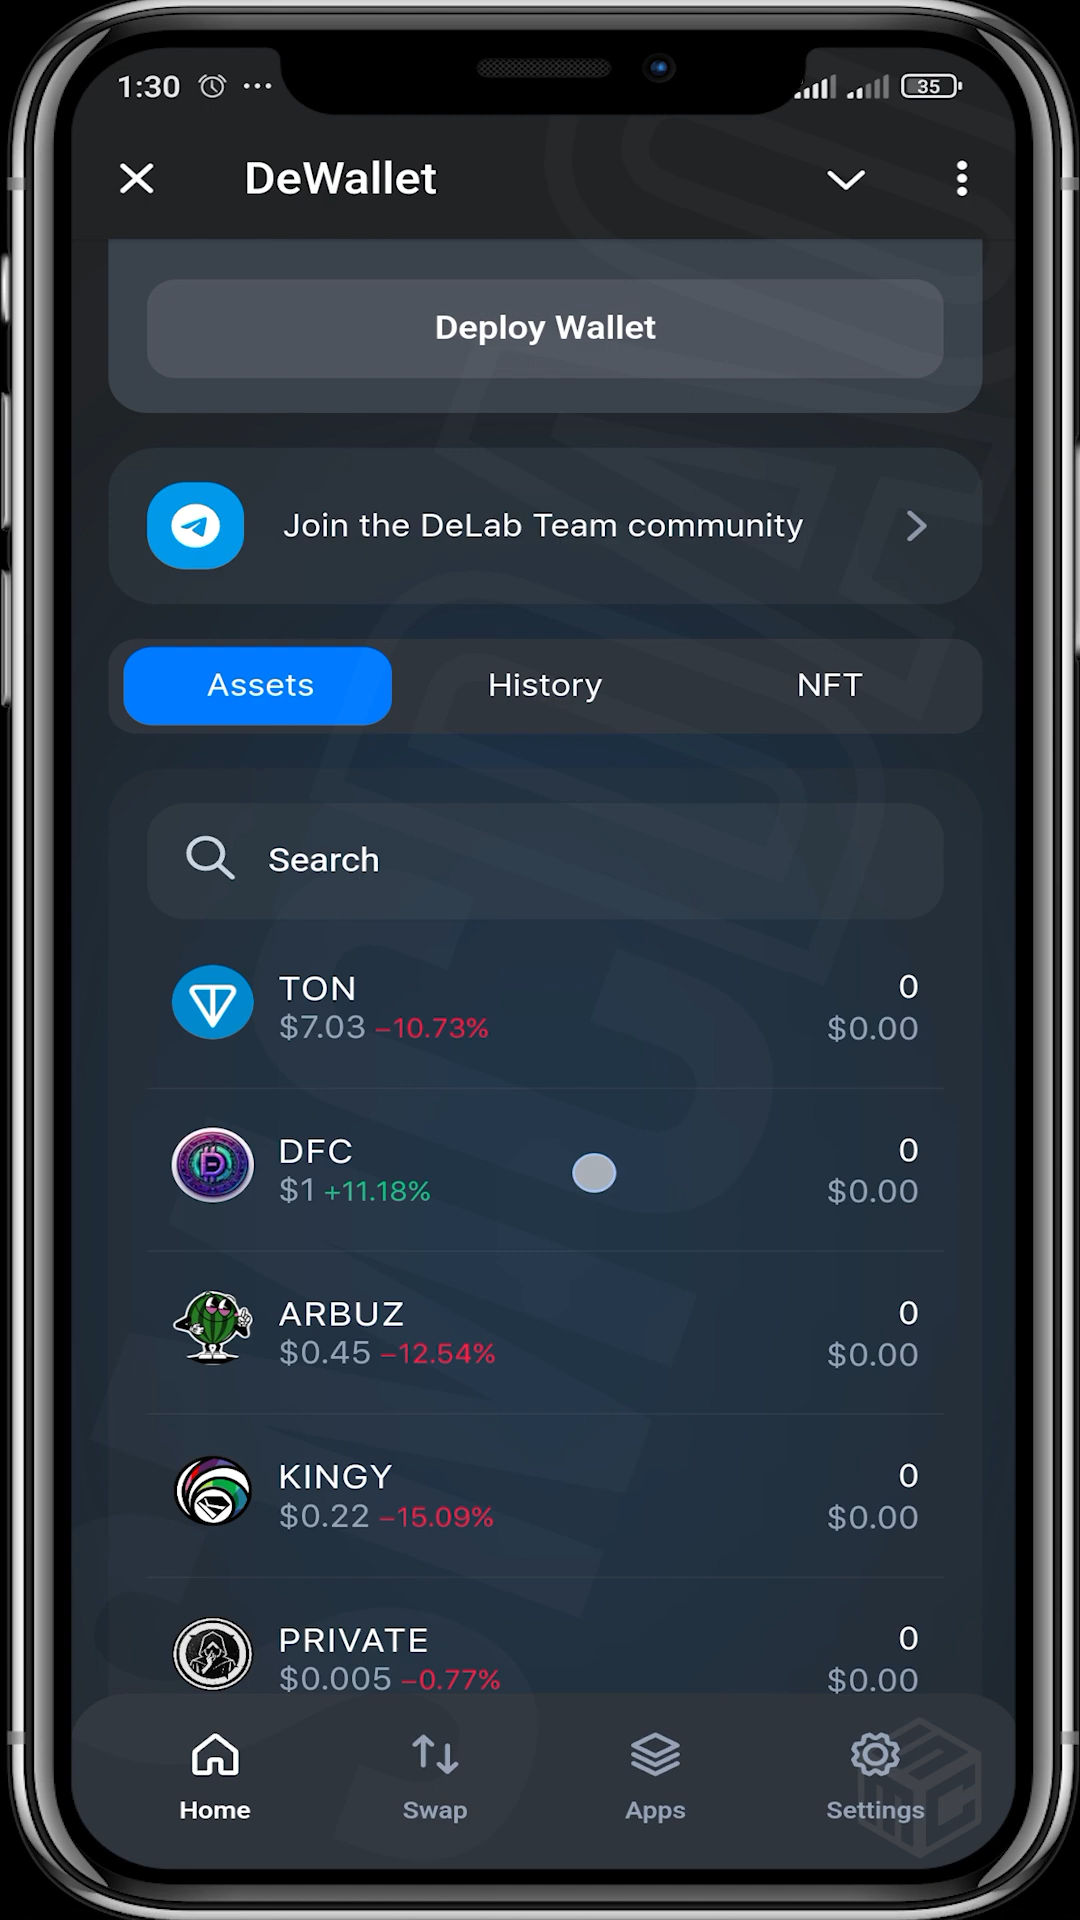 1:30
35
DeWallet
Deploy Wallet
Join the DeLab Team community
Assets
History
NFT
Search
TON
0
$7.03 –10.73%
$0.00
DFC
0
$1 +11.18%
$0.00
ARBUZ
0
$0.45 –12.54%
$0.00
KINGY
0
$0.22 –15.09%
$0.00
PRIVATE
0
$0.005 –0.77%
$0.00
Home
Swap
Apps
Settings